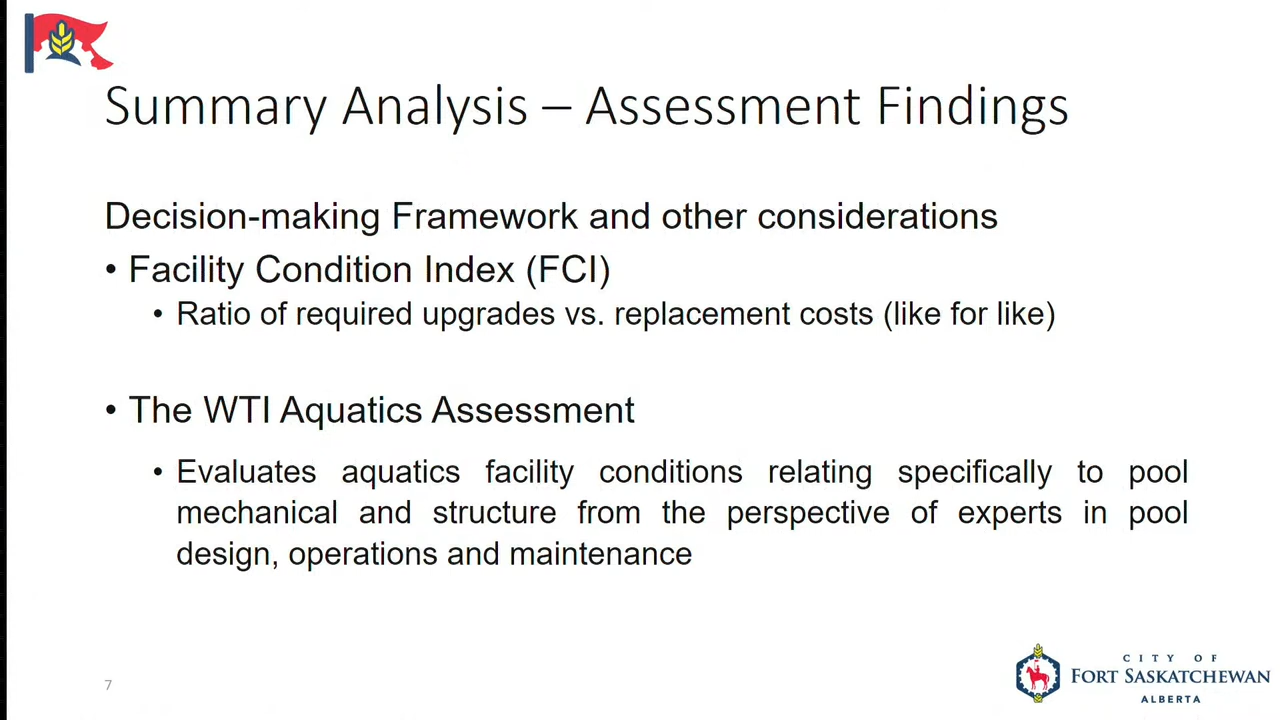 Summary Analysis – Assessment Findings
Decision-making Framework and other considerations
• Facility Condition Index (FCI)
• Ratio of required upgrades vs. replacement costs (like for like)
• The WTI Aquatics Assessment
• Evaluates aquatics facility conditions relating specifically to pool
mechanical and structure from the perspective of experts in pool
design, operations and maintenance
7
CITY OF
FORT SASKATCHEWAN
ALBERTA